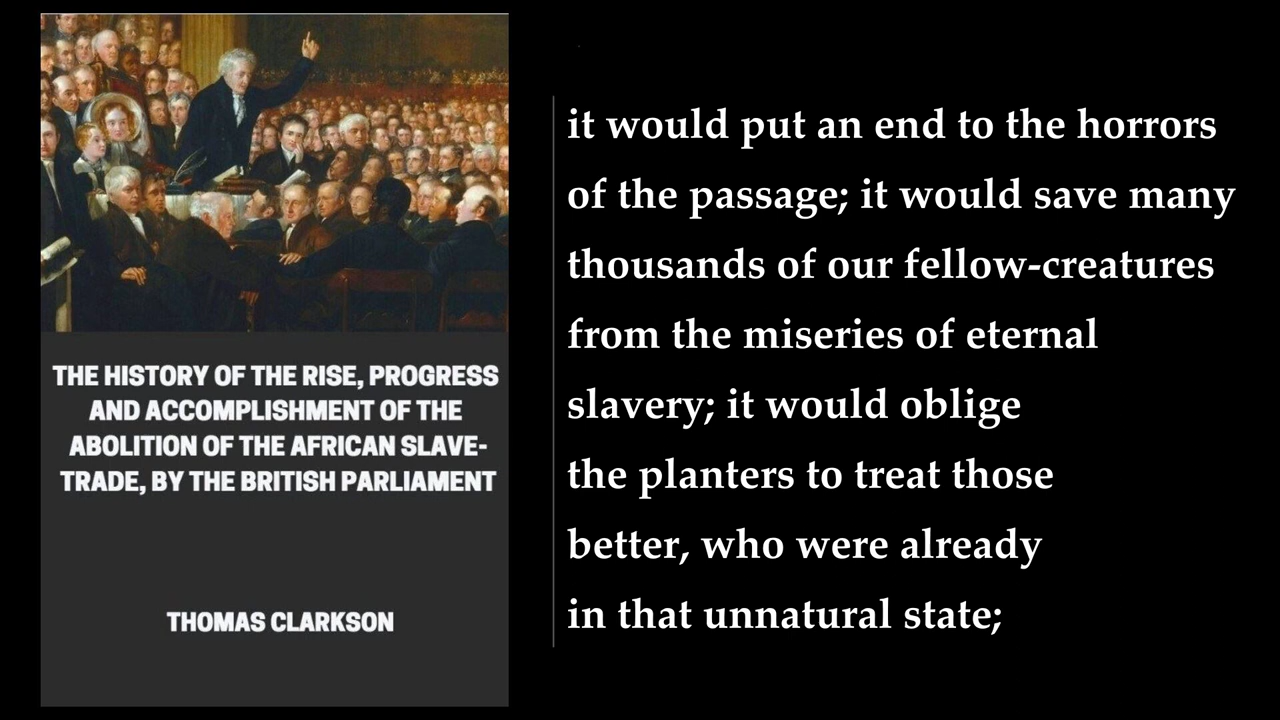 THE HISTORY OF THE RISE, PROGRESS
AND ACCOMPLISHMENT OF THE
ABOLITION OF THE AFRICAN SLAVE-
TRADE, BY THE BRITISH PARLIAMENT
THOMAS CLARKSON
it would put an end to the horrors
of the passage; it would save many
thousands of our fellow-creatures
from the miseries of eternal
slavery; it would oblige
the planters to treat those
better, who were already
in that unnatural state;